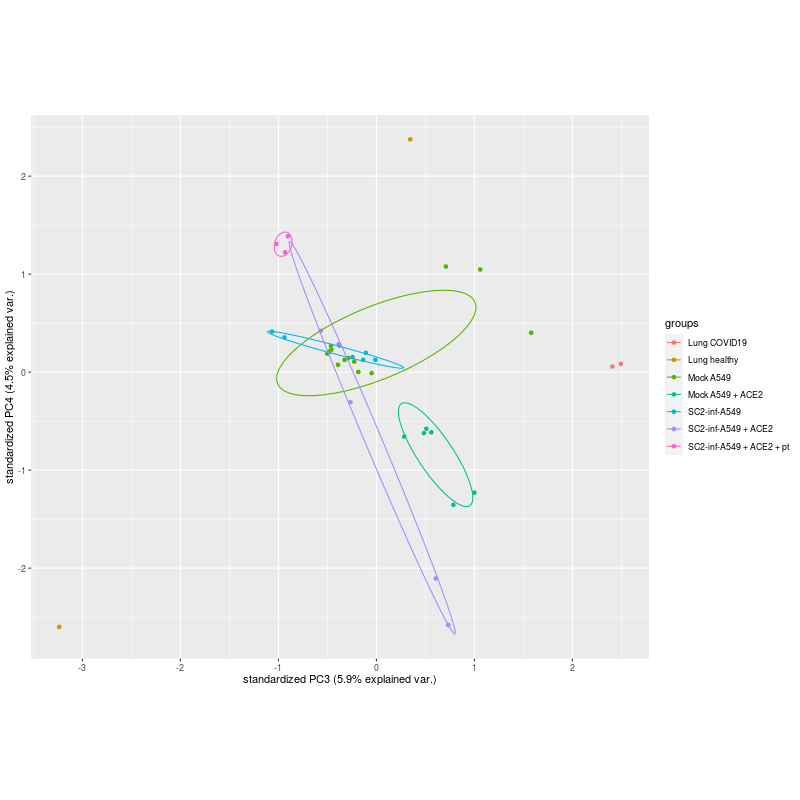 2
1
0
-1
-2
-3
-2
-1
0
1
2
standardized PC3 (5.9% explained var.)
standardized PC4 (4.5% explained var.)
groups
Lung COVID19
Lung healthy
Mock A549
Mock A549 + ACE2
SC2-inf-A549
SC2-inf-A549 + ACE2
SC2-inf-A549 + ACE2 + pt